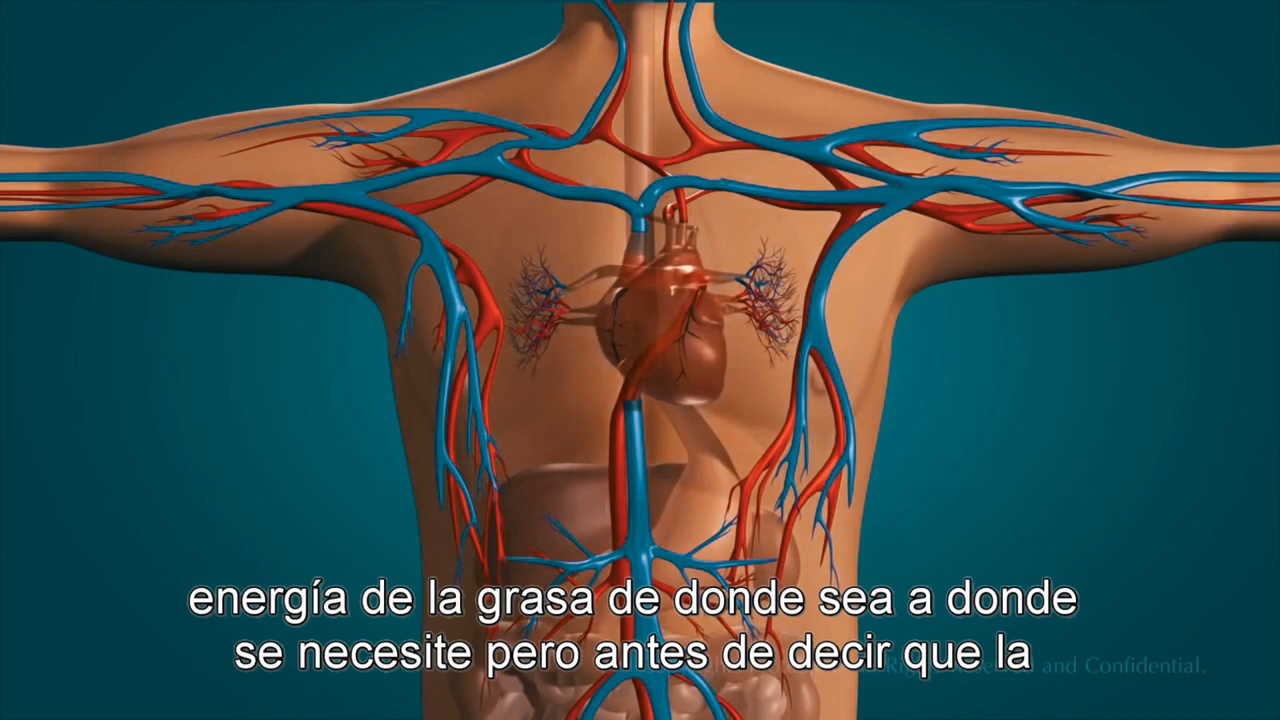 energía de la grasa de donde sea a donde
se necesite pero antes de decir que la
and Confidential.